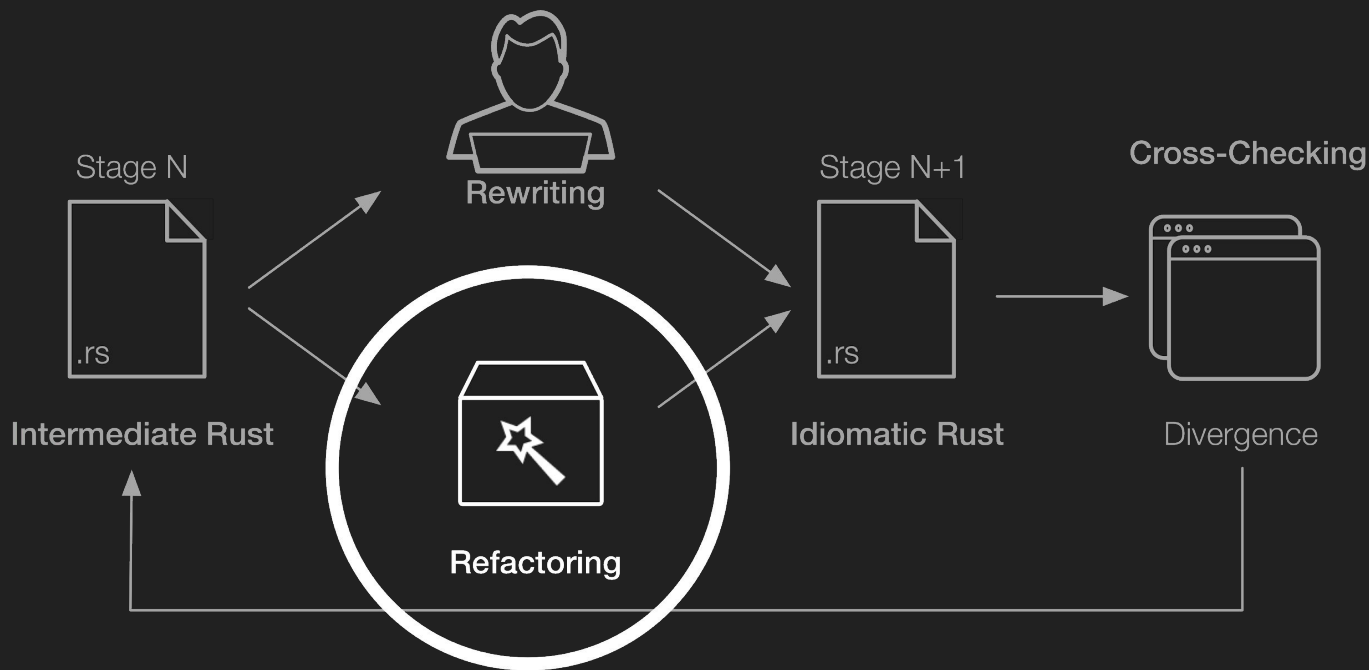 Stage N
.rs
Intermediate Rust
Rewriting
Refactoring
Stage N+1
.rs
Idiomatic Rust
Cross-Checking
Divergence